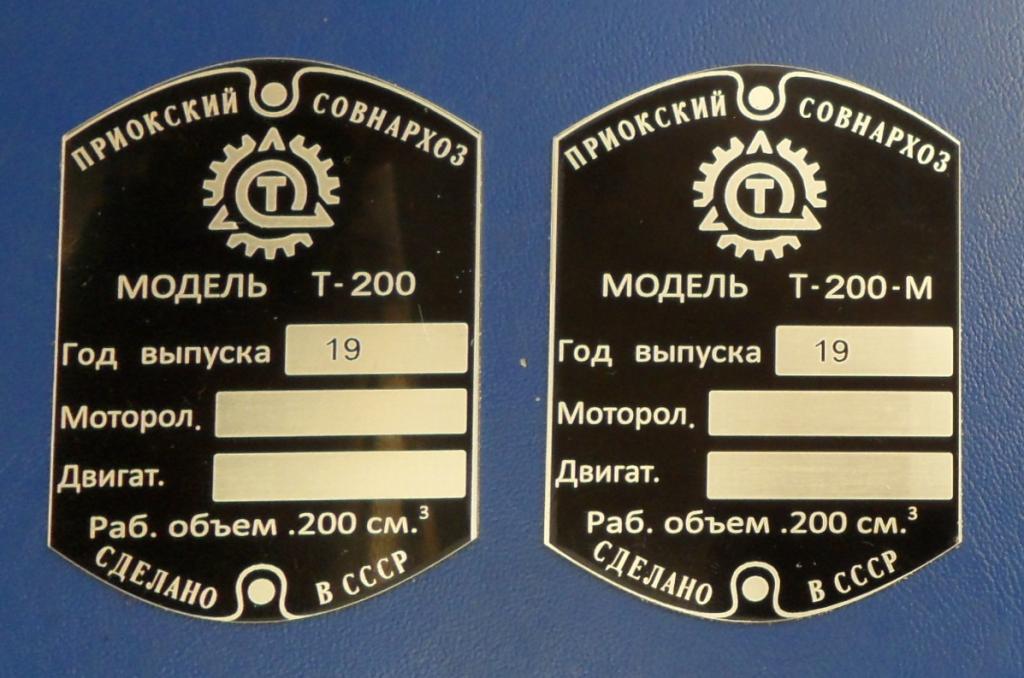 ПРИОКСКИЙ СОВНАРХОЗ
Т
МОДЕЛЬ Т-200
Год выпуска 19
Моторол.
Двигат.
Раб. объем .200 см.³
СДЕЛАНО В СССР
ПРИОКСКИЙ СОВНАРХОЗ
Т
МОДЕЛЬ Т-200-М
Год выпуска 19
Моторол.
Двигат.
Раб. объем .200 см.³
СДЕЛАНО В СССР